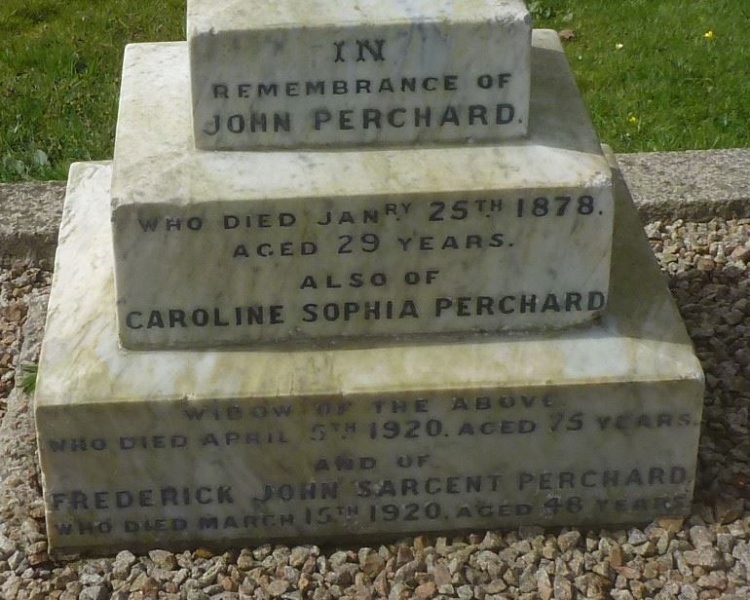 IN
REMEMBRANCE OF
JOHN PERCHARD.
WHO DIED JANRY 25TH 1878.
AGED 29 YEARS.
ALSO OF
CAROLINE SOPHIA PERCHARD
WIDOW OF THE ABOVE.
WHO DIED APRIL 5TH 1920. AGED 75 YEARS.
AND OF
FREDERICK JOHN SARGENT PERCHARD.
WHO DIED MARCH 15TH 1920. AGED 48 YEARS